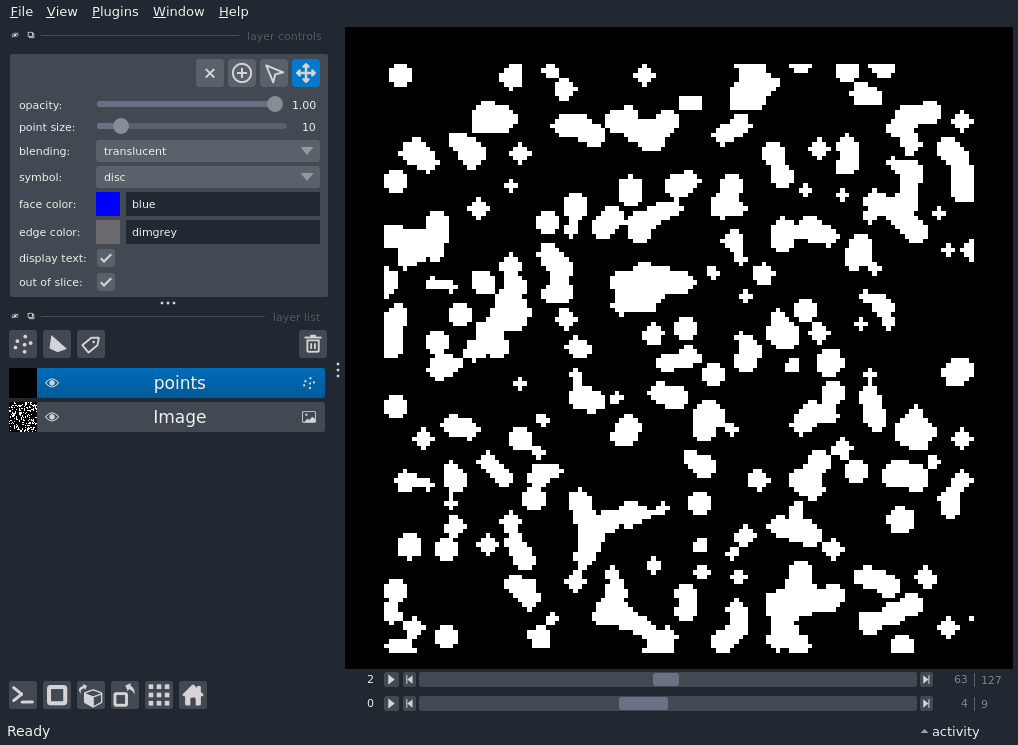 File View Plugins Window Help
layer controls
opacity: 1.00
point size: 10
blending: translucent
symbol: disc
face color: blue
edge color: dimgrey
display text:
out of slice:
layer list
points
Image
2 63 127
0 4 9
Ready activity